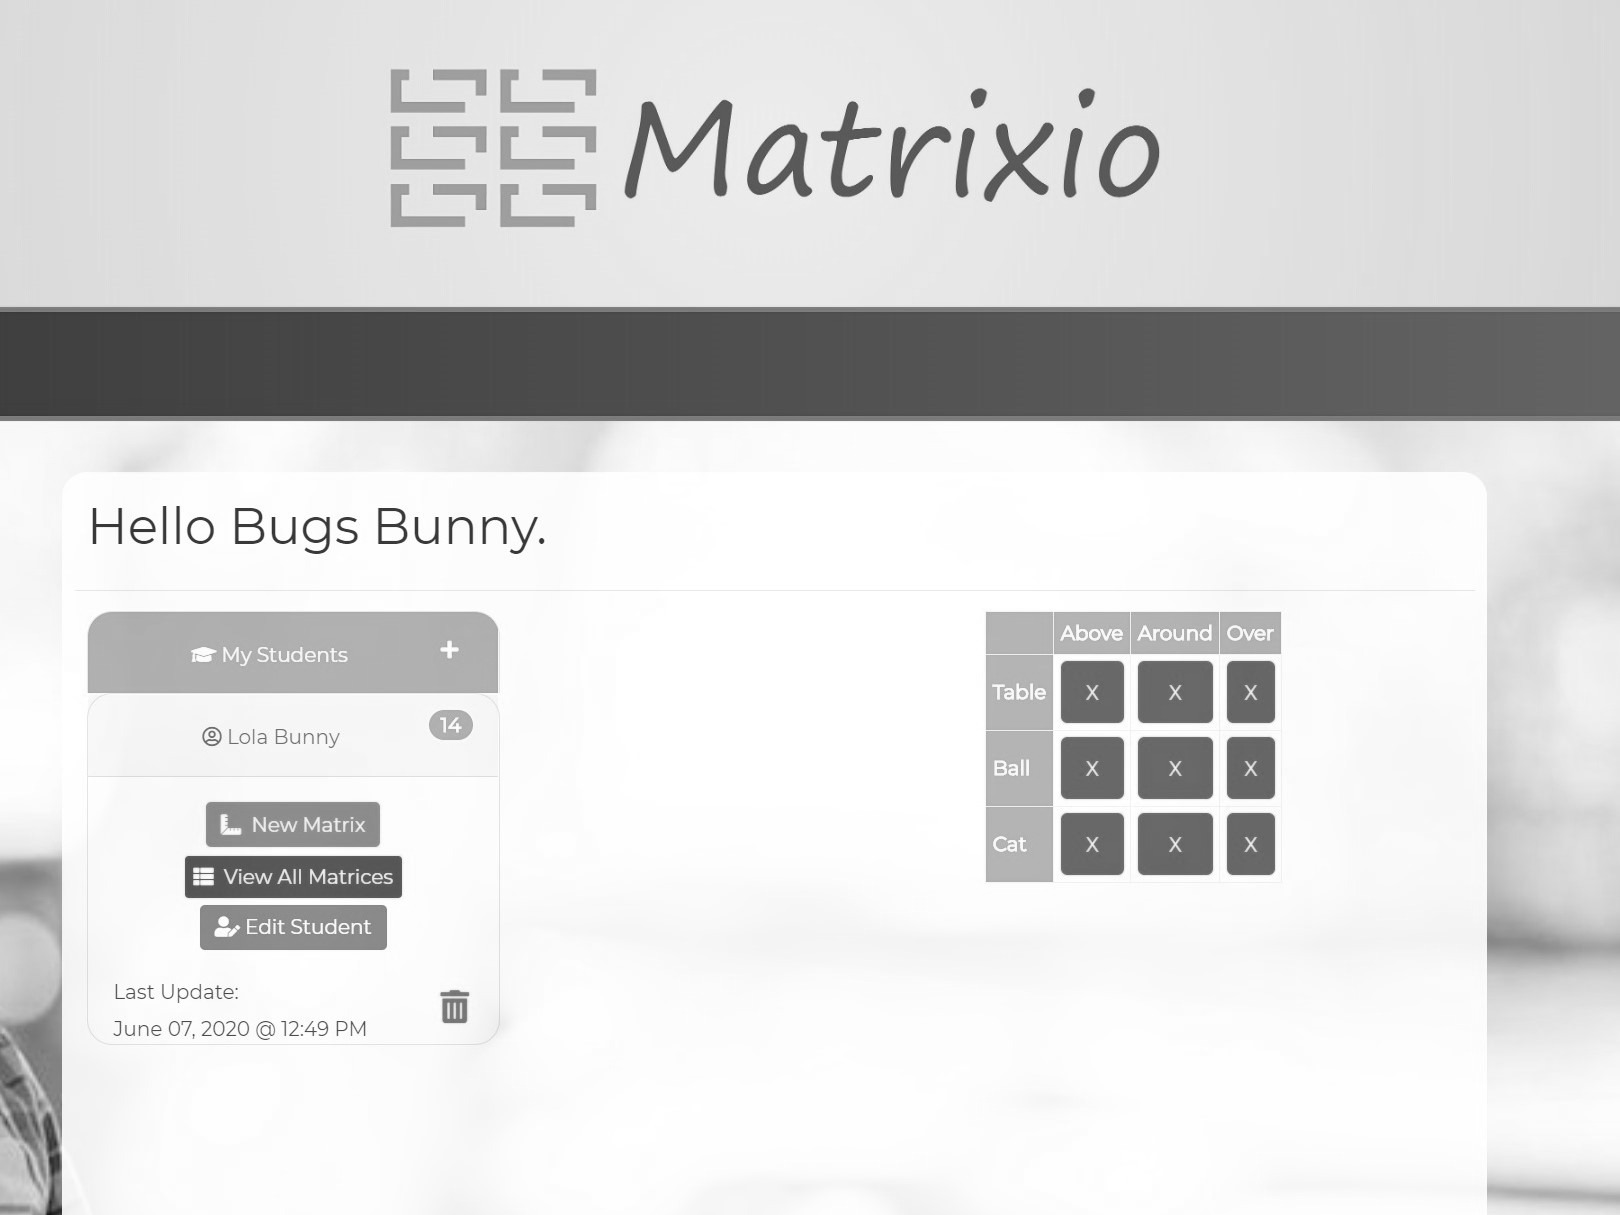 Matrixio
Hello Bugs Bunny.
My Students +
Lola Bunny 14
New Matrix
View All Matrices
Edit Student
Last Update:
June 07, 2020 @ 12:49 PM
Above Around Over
Table X X X
Ball X X X
Cat X X X